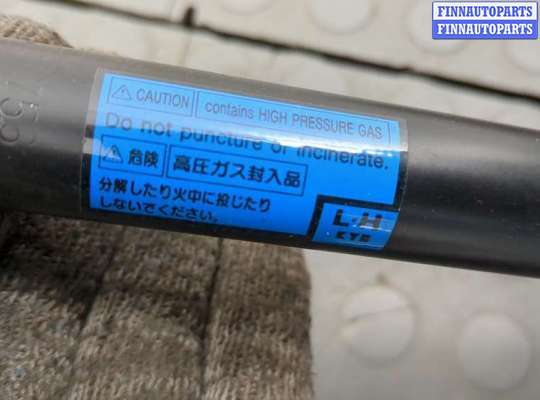 FINNAUTOPARTS
FINNAUTOPARTS
⚠ CAUTION contains HIGH PRESSURE GAS
Do not puncture or incinerate.
⚠ 危険 高圧ガス封入品
分解したり火中に投じたり
しないでください。
L·H
KYB